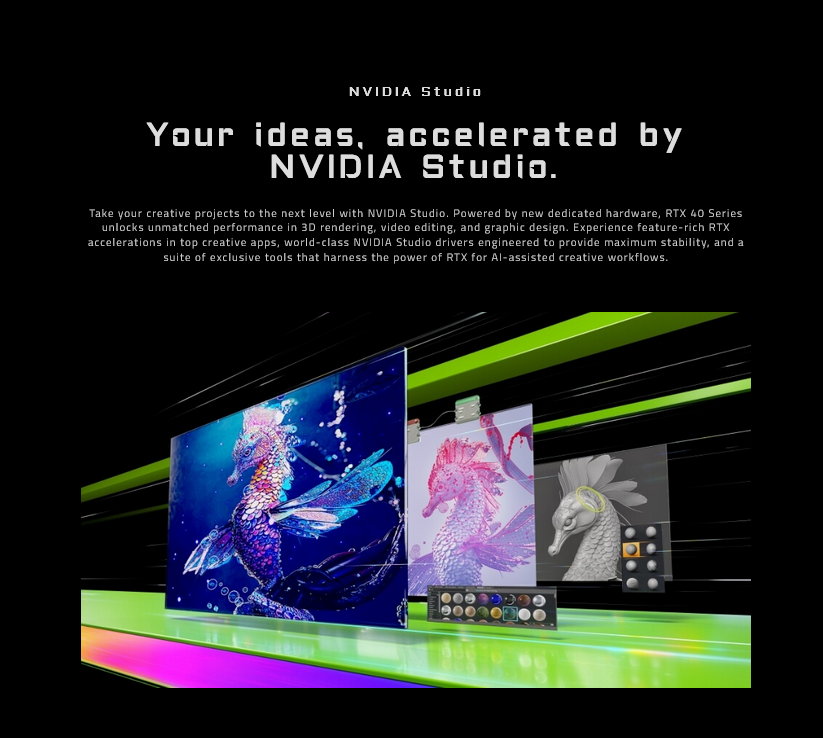 NVIDIA Studio
Your ideas, accelerated by
NVIDIA Studio.
Take your creative projects to the next level with NVIDIA Studio. Powered by new dedicated hardware, RTX 40 Series
unlocks unmatched performance in 3D rendering, video editing, and graphic design. Experience feature-rich RTX
accelerations in top creative apps, world-class NVIDIA Studio drivers engineered to provide maximum stability, and a
suite of exclusive tools that harness the power of RTX for AI-assisted creative workflows.